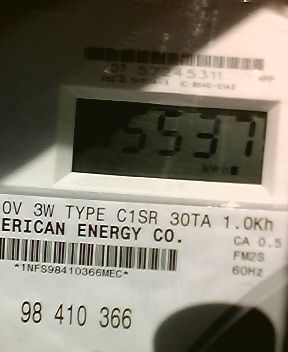 5537
kwh
0V 3W TYPE C1SR 30TA 1.0Kh
ERICAN ENERGY CO.
CA 0.5
*1NFS98410366MEC*
FM2S
60Hz
98 410 366